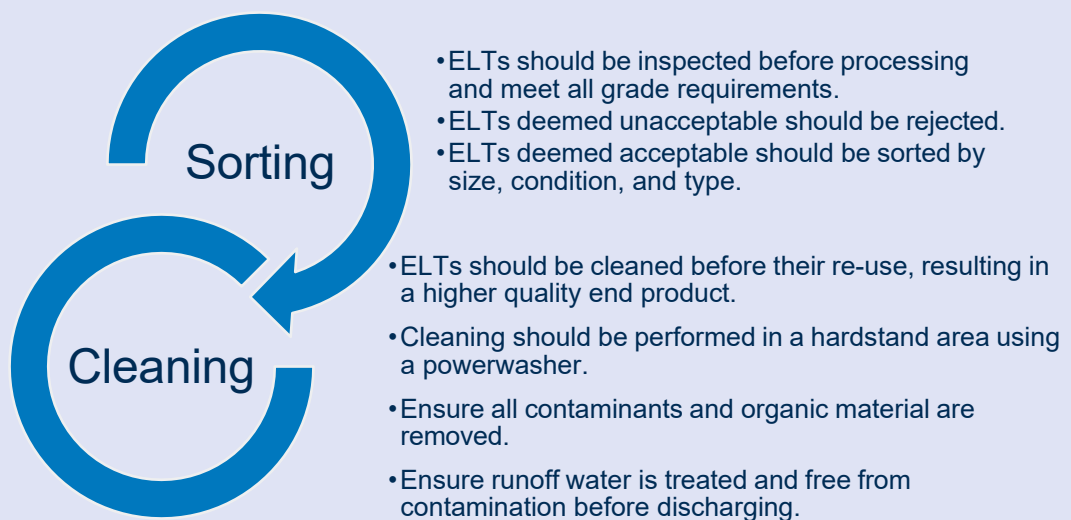 Sorting
•ELTs should be inspected before processing
and meet all grade requirements.
•ELTs deemed unacceptable should be rejected.
•ELTs deemed acceptable should be sorted by
size, condition, and type.
Cleaning
•ELTs should be cleaned before their re-use, resulting in
a higher quality end product.
•Cleaning should be performed in a hardstand area using
a powerwasher.
•Ensure all contaminants and organic material are
removed.
•Ensure runoff water is treated and free from
contamination before discharging.